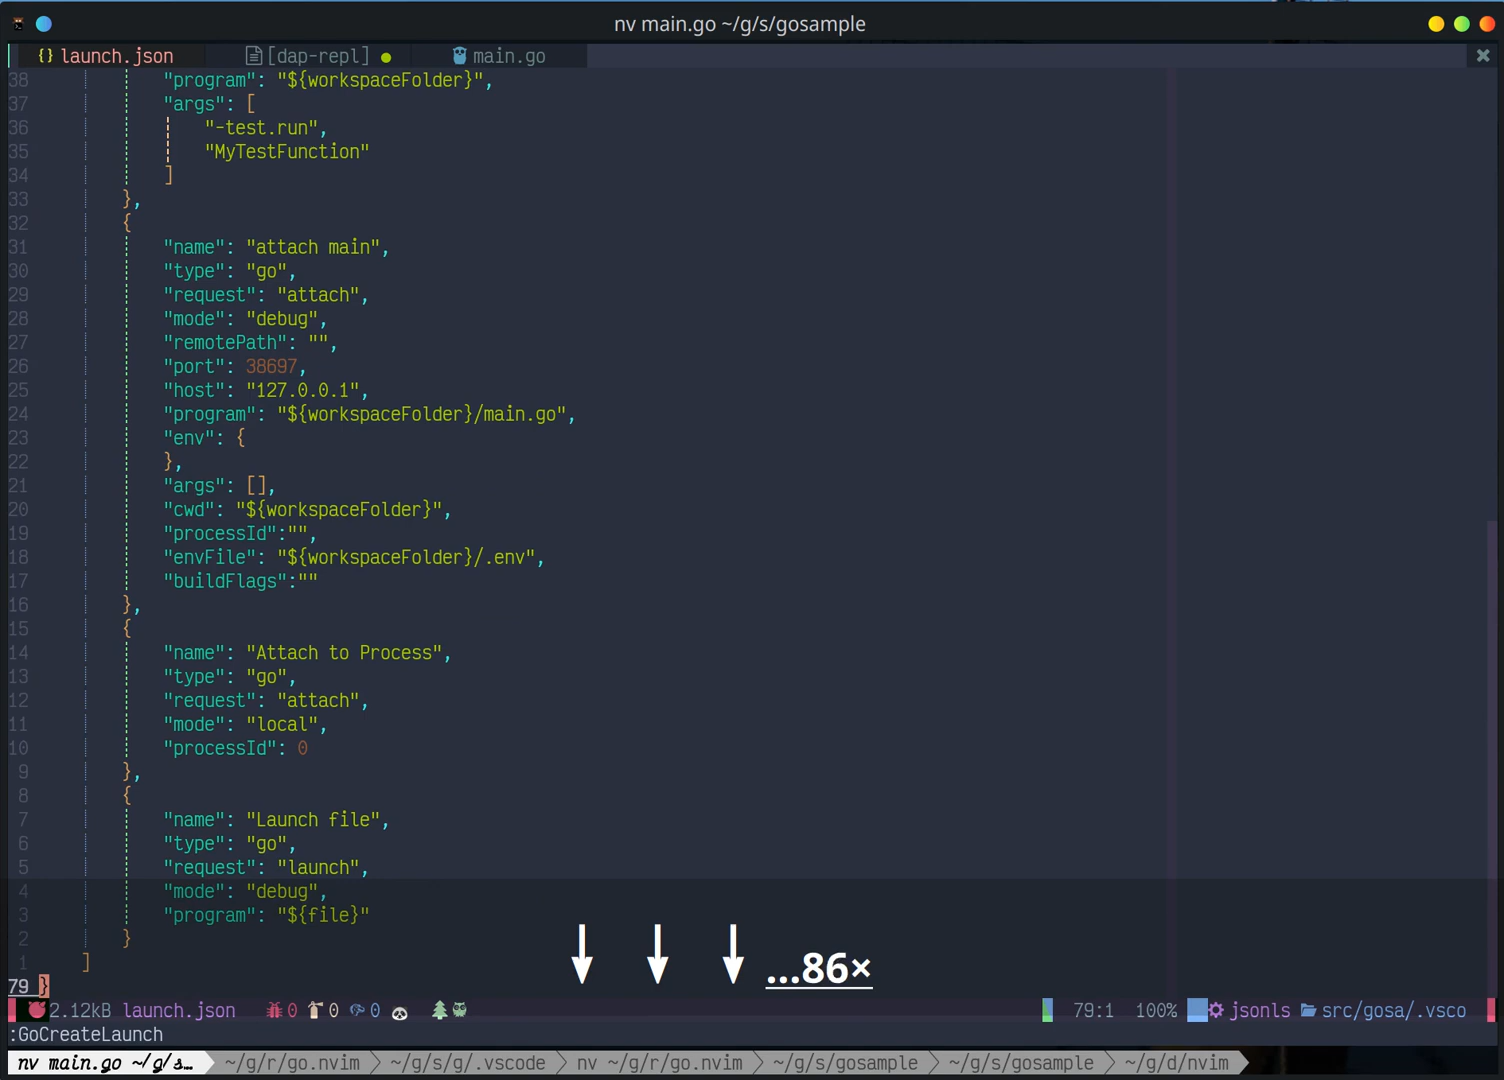 nv main.go ~/g/s/gosample
{} launch.json [dap-repl] main.go
38 "program": "${workspaceFolder}",
37 "args": [
36 "-test.run",
35 "MyTestFunction"
34 ]
33 },
32 {
31 "name": "attach main",
30 "type": "go",
29 "request": "attach",
28 "mode": "debug",
27 "remotePath": "",
26 "port": 38697,
25 "host": "127.0.0.1",
24 "program": "${workspaceFolder}/main.go",
23 "env": {
22 },
21 "args": [],
20 "cwd": "${workspaceFolder}",
19 "processId":"",
18 "envFile": "${workspaceFolder}/.env",
17 "buildFlags":""
16 },
15 {
14 "name": "Attach to Process",
13 "type": "go",
12 "request": "attach",
11 "mode": "local",
10 "processId": 0
9 },
8 {
7 "name": "Launch file",
6 "type": "go",
5 "request": "launch",
4 "mode": "debug",
3 "program": "${file}"
2 }
1 ]
↓ ↓ ↓ ...86×
79 }
2.12kB launch.json 0 0 0 79:1 100% jsonls src/gosa/.vsco
:GoCreateLaunch
nv main.go ~/g/s… ~/g/r/go.nvim ~/g/s/g/.vscode nv ~/g/r/go.nvim ~/g/s/gosample ~/g/s/gosample ~/g/d/nvim